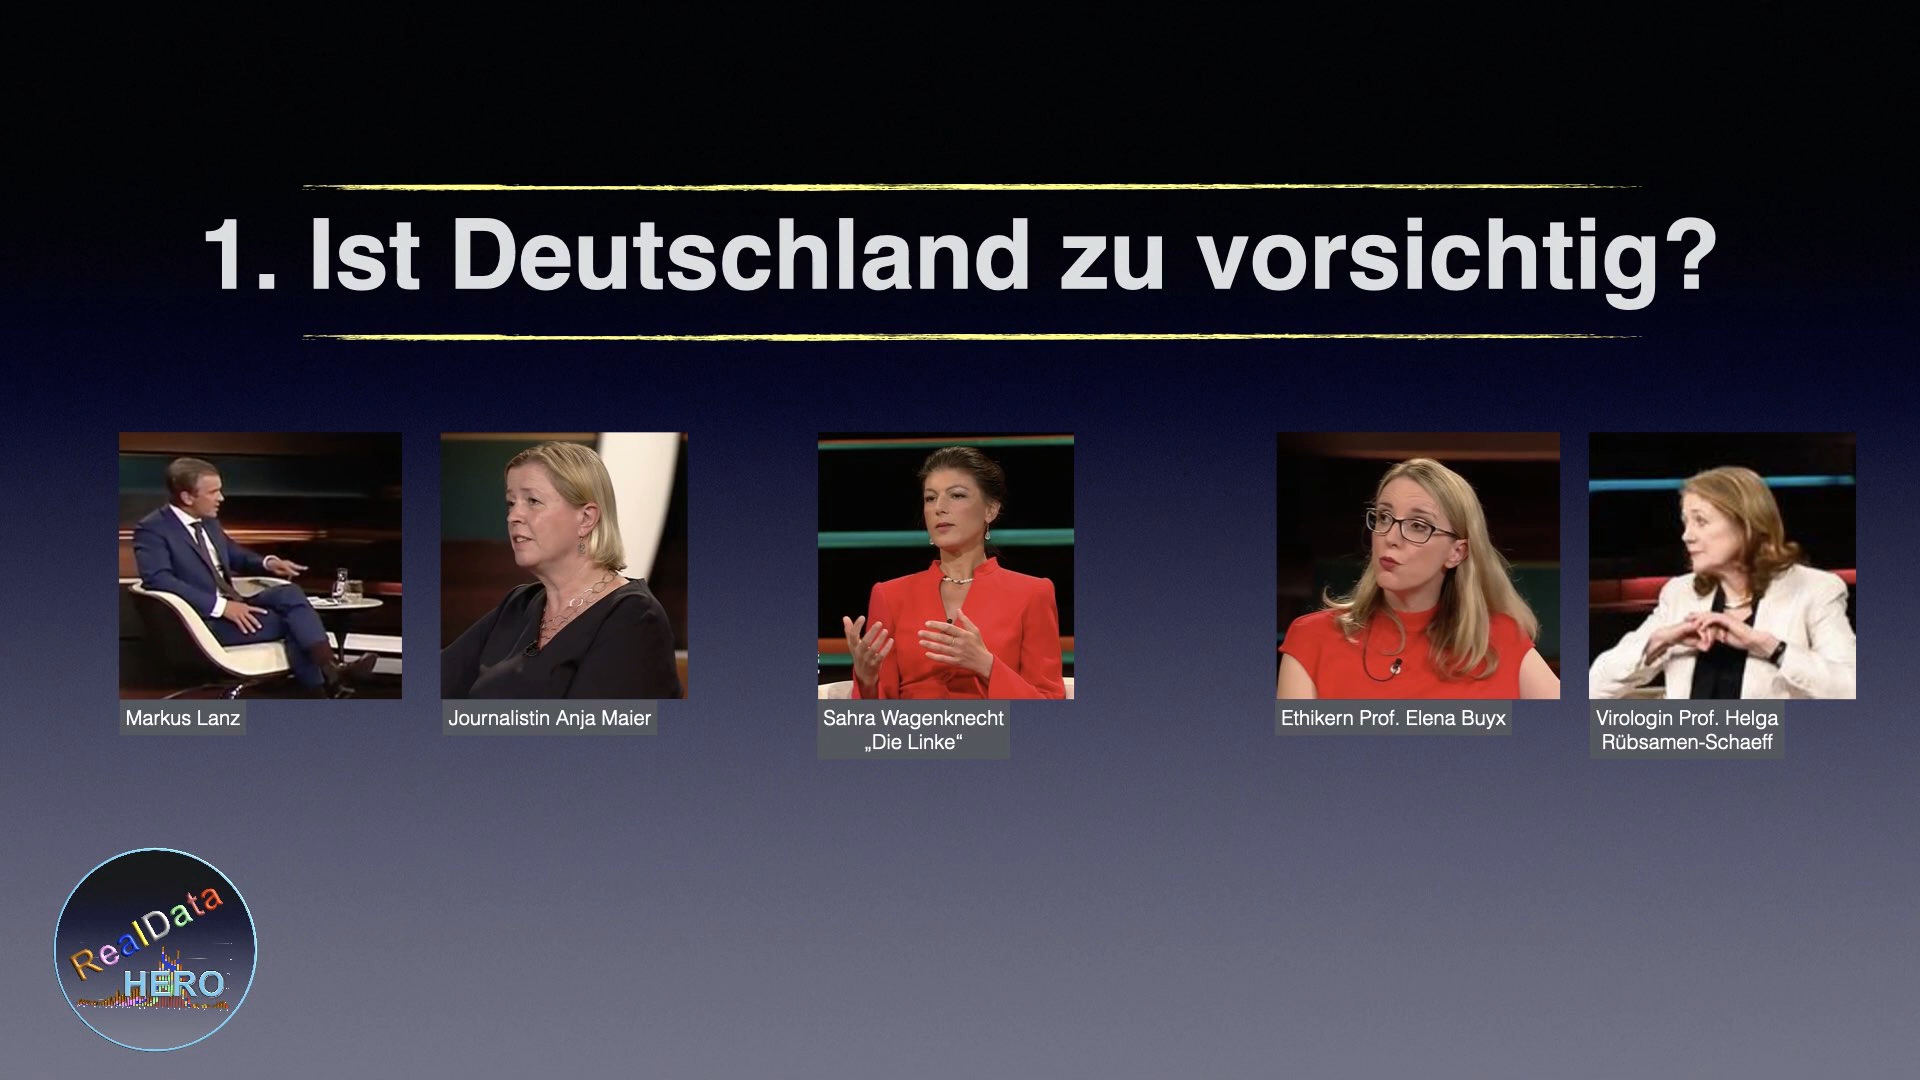 1. Ist Deutschland zu vorsichtig?
Markus Lanz
Journalistin Anja Maier
Sahra Wagenknecht
„Die Linke“
Ethikern Prof. Elena Buyx
Virologin Prof. Helga
Rübsamen-Schaeff
RealData
HERO